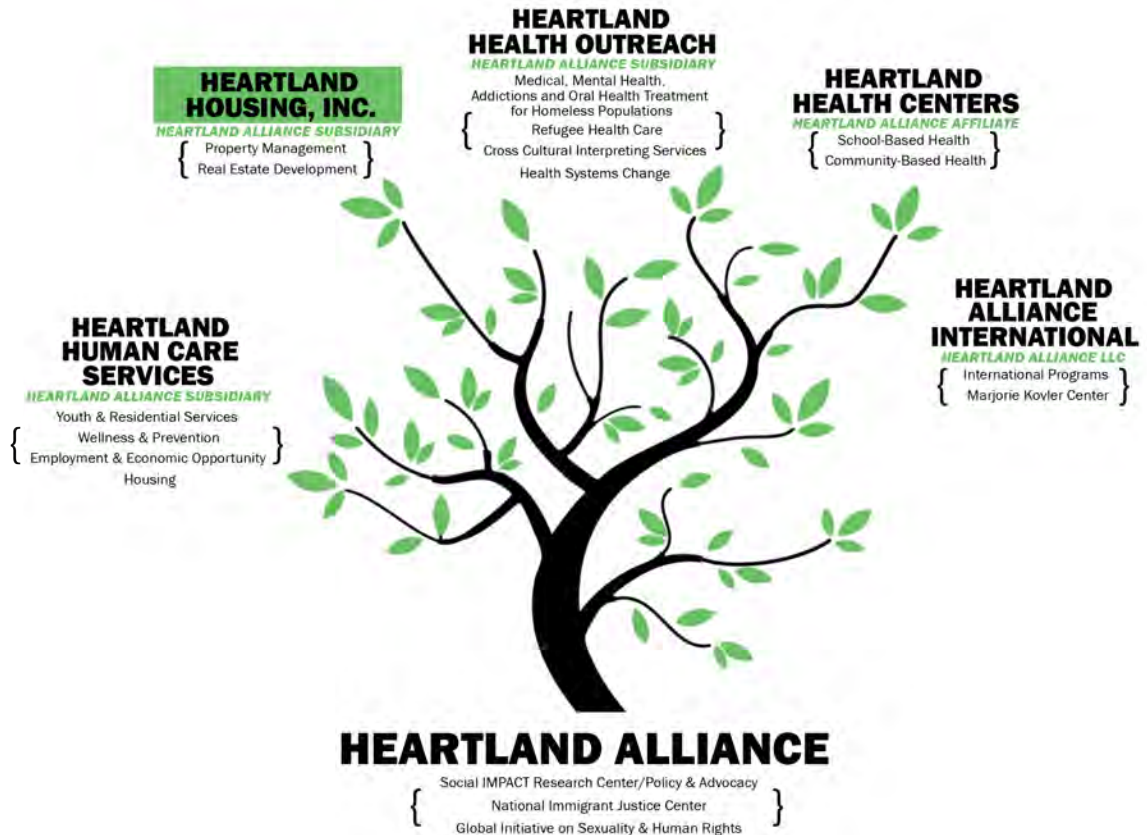 HEARTLAND
HEALTH OUTREACH
HEARTLAND ALLIANCE SUBSIDIARY
Medical, Mental Health,
Addictions and Oral Health Treatment
for Homeless Populations
Refugee Health Care
Cross Cultural Interpreting Services
Health Systems Change
HEARTLAND
HOUSING, INC.
HEARTLAND ALLIANCE SUBSIDIARY
Property Management
Real Estate Development
HEARTLAND
HEALTH CENTERS
HEARTLAND ALLIANCE AFFILIATE
School-Based Health
Community-Based Health
HEARTLAND
HUMAN CARE
SERVICES
HEARTLAND ALLIANCE SUBSIDIARY
Youth & Residential Services
Wellness & Prevention
Employment & Economic Opportunity
Housing
HEARTLAND
ALLIANCE
INTERNATIONAL
HEARTLAND ALLIANCE LLC
International Programs
Marjorie Kovler Center
HEARTLAND ALLIANCE
Social IMPACT Research Center/Policy & Advocacy
National Immigrant Justice Center
Global Initiative on Sexuality & Human Rights